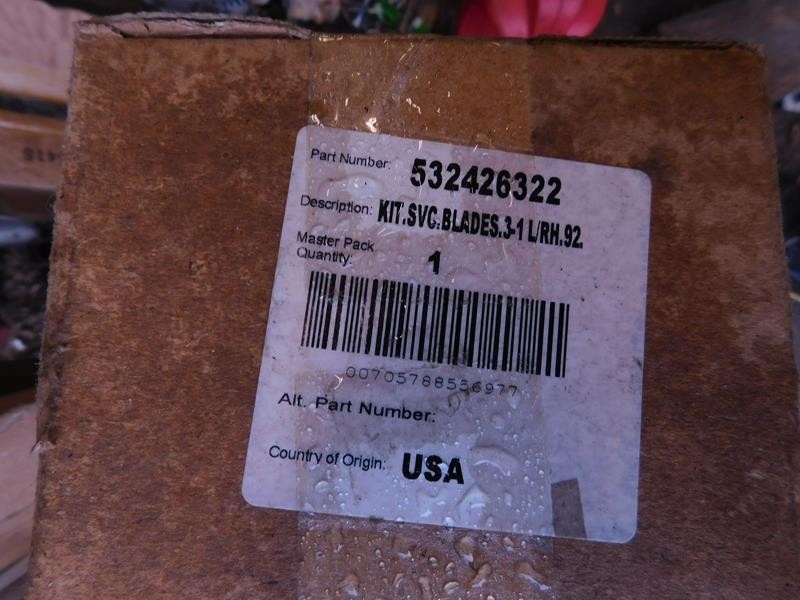 Part Number: 532426322
Description: KIT.SVC.BLADES.3-1 L/RH.92.
Master Pack
Quantity: 1
00705788556977
Alt. Part Number:
Country of Origin: USA